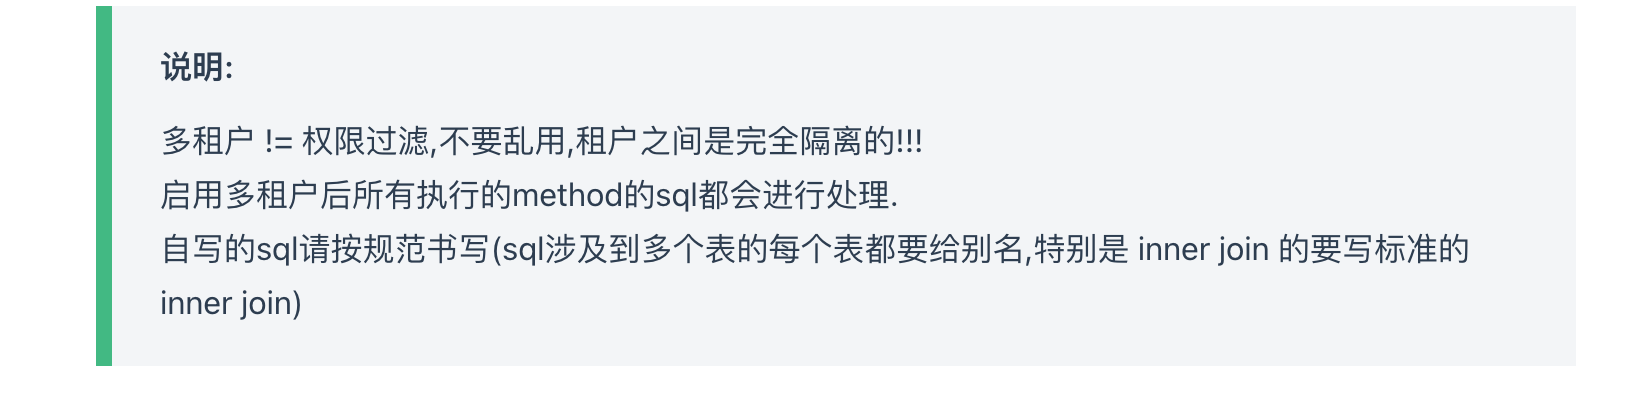 说明:
多租户 != 权限过滤,不要乱用,租户之间是完全隔离的!!!
启用多租户后所有执行的method的sql都会进行处理.
自写的sql请按规范书写(sql涉及到多个表的每个表都要给别名,特别是 inner join 的要写标准的
inner join)